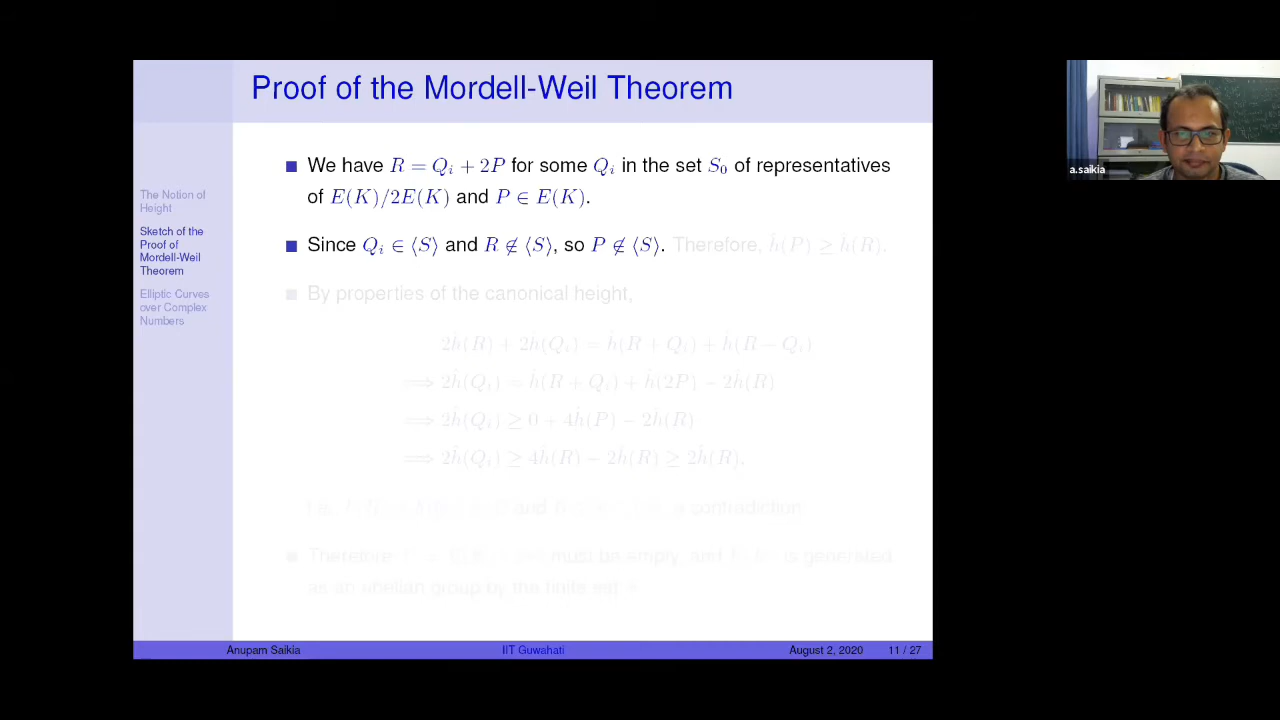 Proof of the Mordell-Weil Theorem
a.saikia
The Notion of
Height
Sketch of the
Proof of
Mordell-Weil
Theorem
Elliptic Curves
over Complex
Numbers
We have R = Q_i + 2P for some Q_i in the set S_0 of representatives
of E(K)/2E(K) and P ∈ E(K).
Since Q_i ∈ ⟨S⟩ and R ∉ ⟨S⟩, so P ∉ ⟨S⟩. Therefore, ĥ(P) ≥ ĥ(R).
By properties of the canonical height,
2ĥ(R) + 2ĥ(Q_i) = ĥ(R + Q_i) + ĥ(R − Q_i)
⟹ 2ĥ(Q_i) = ĥ(R + Q_i) + ĥ(2P) − 2ĥ(R)
⟹ 2ĥ(Q_i) ≥ 0 + 4ĥ(P) − 2ĥ(R)
⟹ 2ĥ(Q_i) ≥ 4ĥ(R) − 2ĥ(R) ≥ 2ĥ(R),
and a contradiction
Therefore must be empty, and is generated
as an abelian group by the finite set
Anupam Saikia IIT Guwahati August 2, 2020 11 / 27